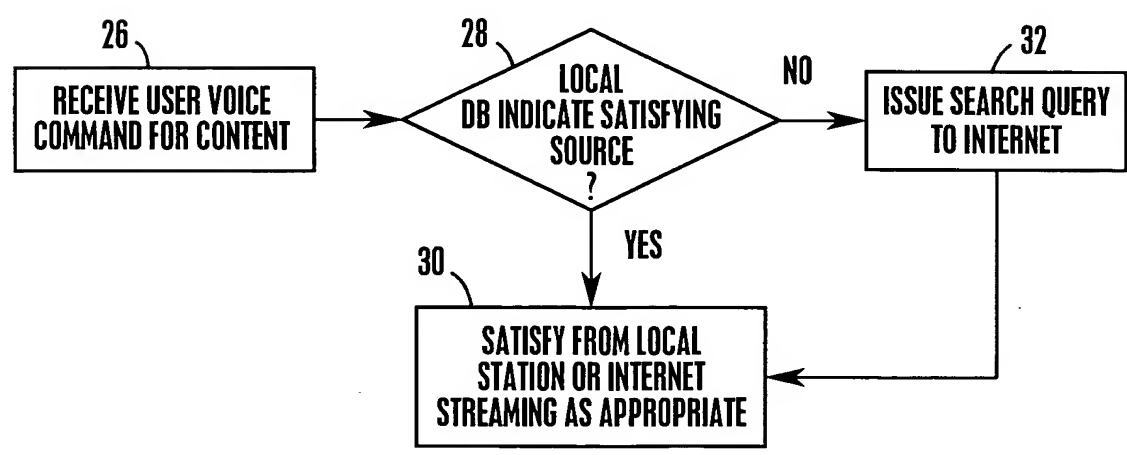 26
RECEIVE USER VOICE
COMMAND FOR CONTENT
28
LOCAL
DB INDICATE SATISFYING
SOURCE
?
NO
32
ISSUE SEARCH QUERY
TO INTERNET
YES
30
SATISFY FROM LOCAL
STATION OR INTERNET
STREAMING AS APPROPRIATE